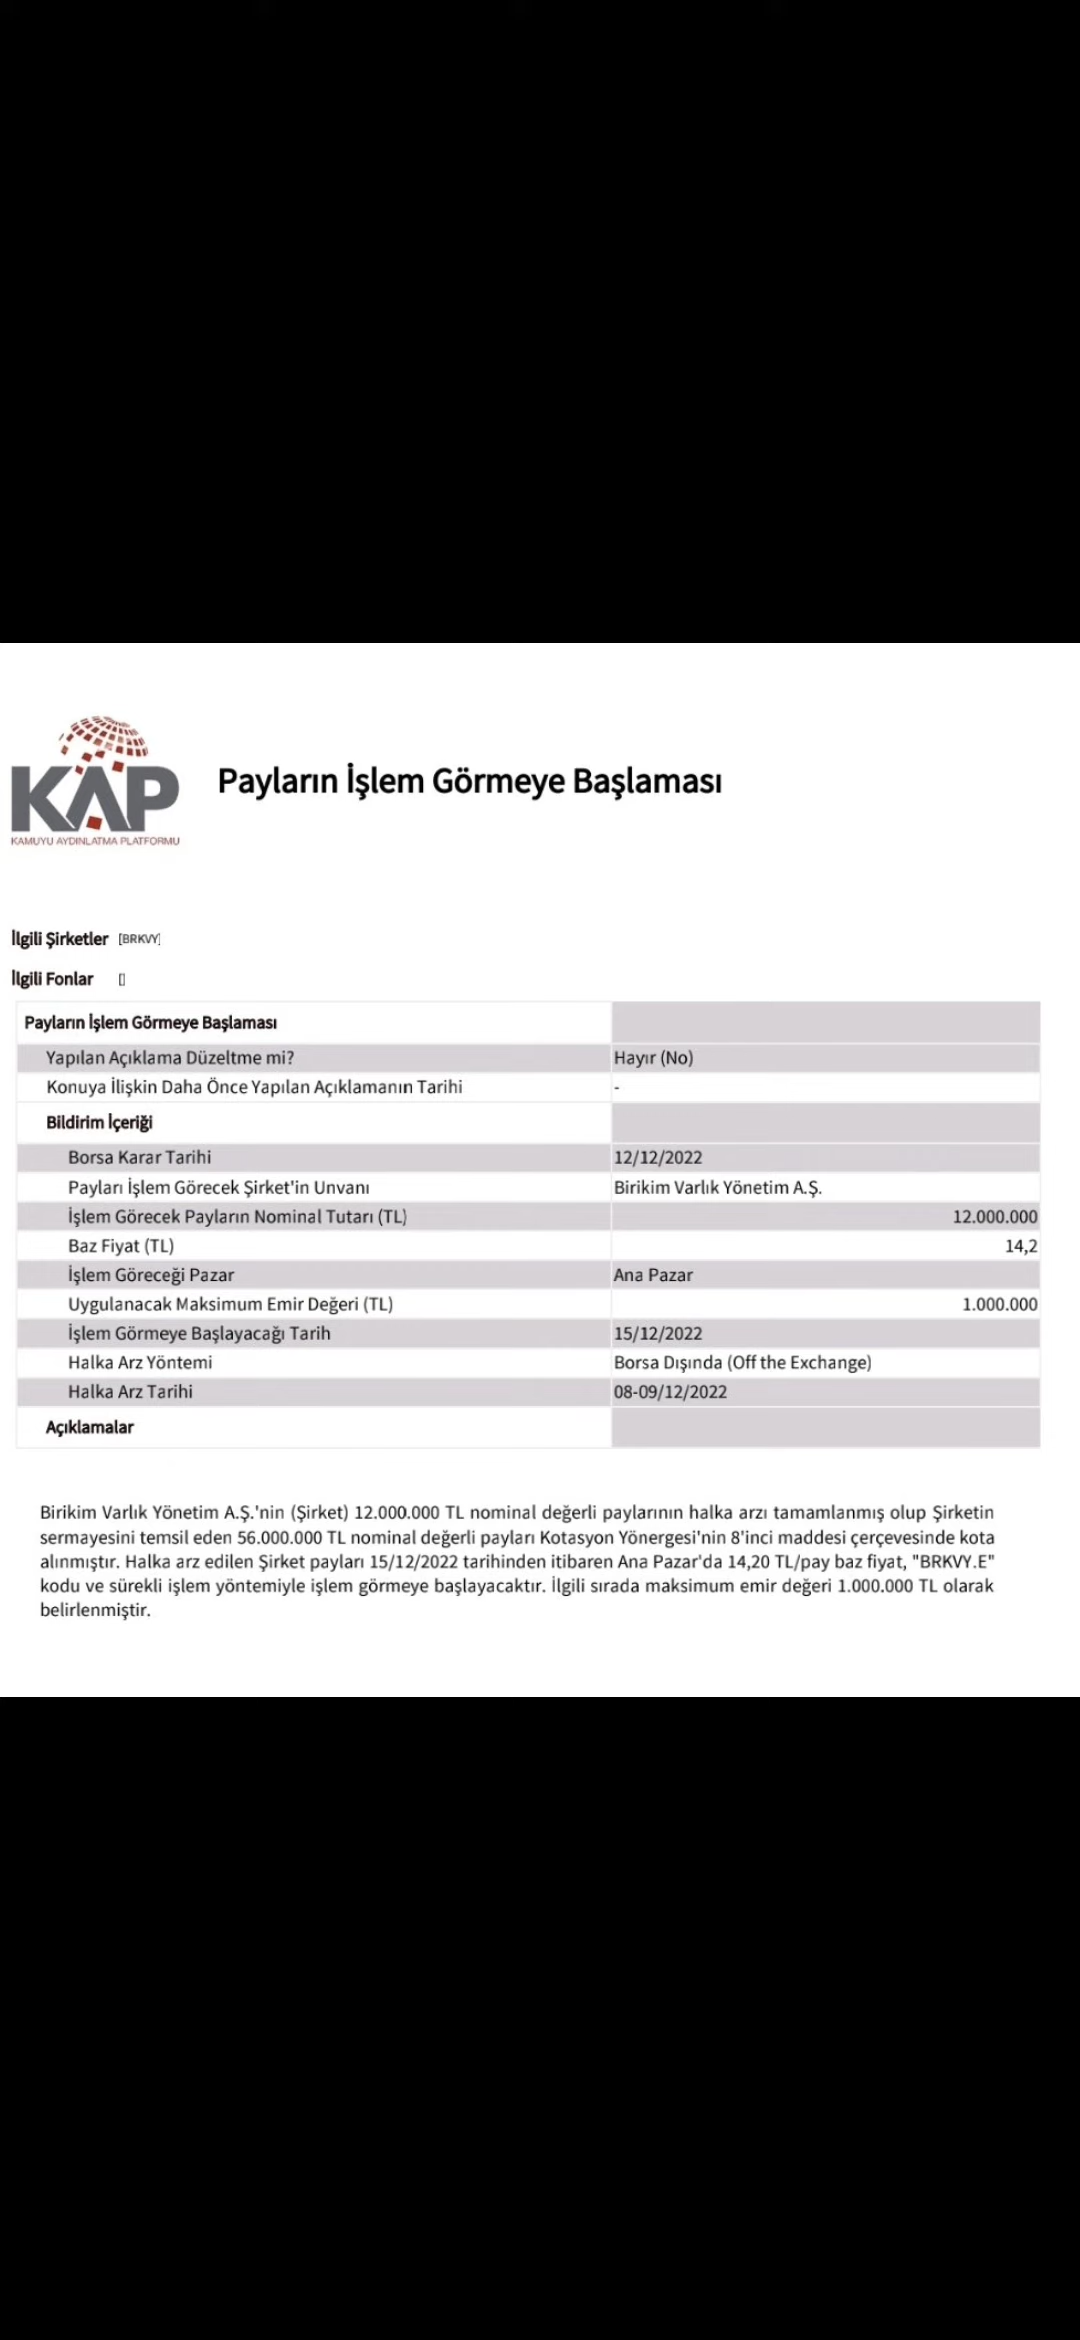 KAP
KAMUYU AYDINLATMA PLATFORMU
Payların İşlem Görmeye Başlaması
İlgili Şirketler [BRKVY]
İlgili Fonlar []
Payların İşlem Görmeye Başlaması
Yapılan Açıklama Düzeltme mi? Hayır (No)
Konuya İlişkin Daha Önce Yapılan Açıklamanın Tarihi -
Bildirim İçeriği
Borsa Karar Tarihi 12/12/2022
Payları İşlem Görecek Şirket'in Unvanı Birikim Varlık Yönetim A.Ş.
İşlem Görecek Payların Nominal Tutarı (TL) 12.000.000
Baz Fiyat (TL) 14,2
İşlem Göreceği Pazar Ana Pazar
Uygulanacak Maksimum Emir Değeri (TL) 1.000.000
İşlem Görmeye Başlayacağı Tarih 15/12/2022
Halka Arz Yöntemi Borsa Dışında (Off the Exchange)
Halka Arz Tarihi 08-09/12/2022
Açıklamalar
Birikim Varlık Yönetim A.Ş.'nin (Şirket) 12.000.000 TL nominal değerli paylarının halka arzı tamamlanmış olup Şirketin
sermayesini temsil eden 56.000.000 TL nominal değerli payları Kotasyon Yönergesi'nin 8'inci maddesi çerçevesinde kota
alınmıştır. Halka arz edilen Şirket payları 15/12/2022 tarihinden itibaren Ana Pazar'da 14,20 TL/pay baz fiyat, "BRKVY.E"
kodu ve sürekli işlem yöntemiyle işlem görmeye başlayacaktır. İlgili sırada maksimum emir değeri 1.000.000 TL olarak
belirlenmiştir.